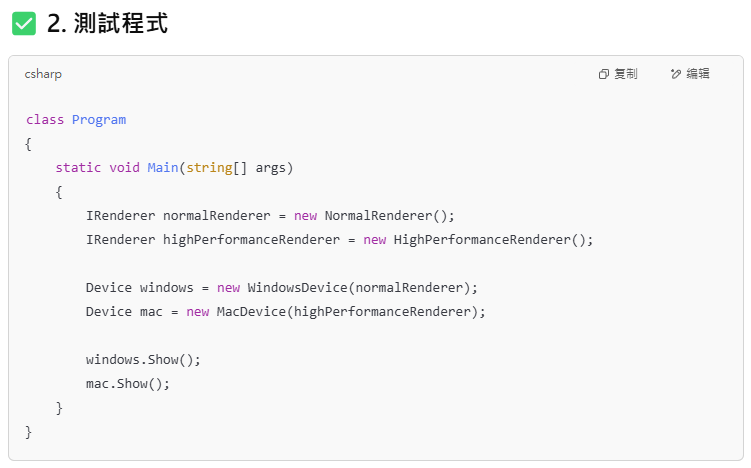 ✅ 2. 測試程式
csharp 复制 编辑
class Program
{
    static void Main(string[] args)
    {
        IRenderer normalRenderer = new NormalRenderer();
        IRenderer highPerformanceRenderer = new HighPerformanceRenderer();

        Device windows = new WindowsDevice(normalRenderer);
        Device mac = new MacDevice(highPerformanceRenderer);

        windows.Show();
        mac.Show();
    }
}